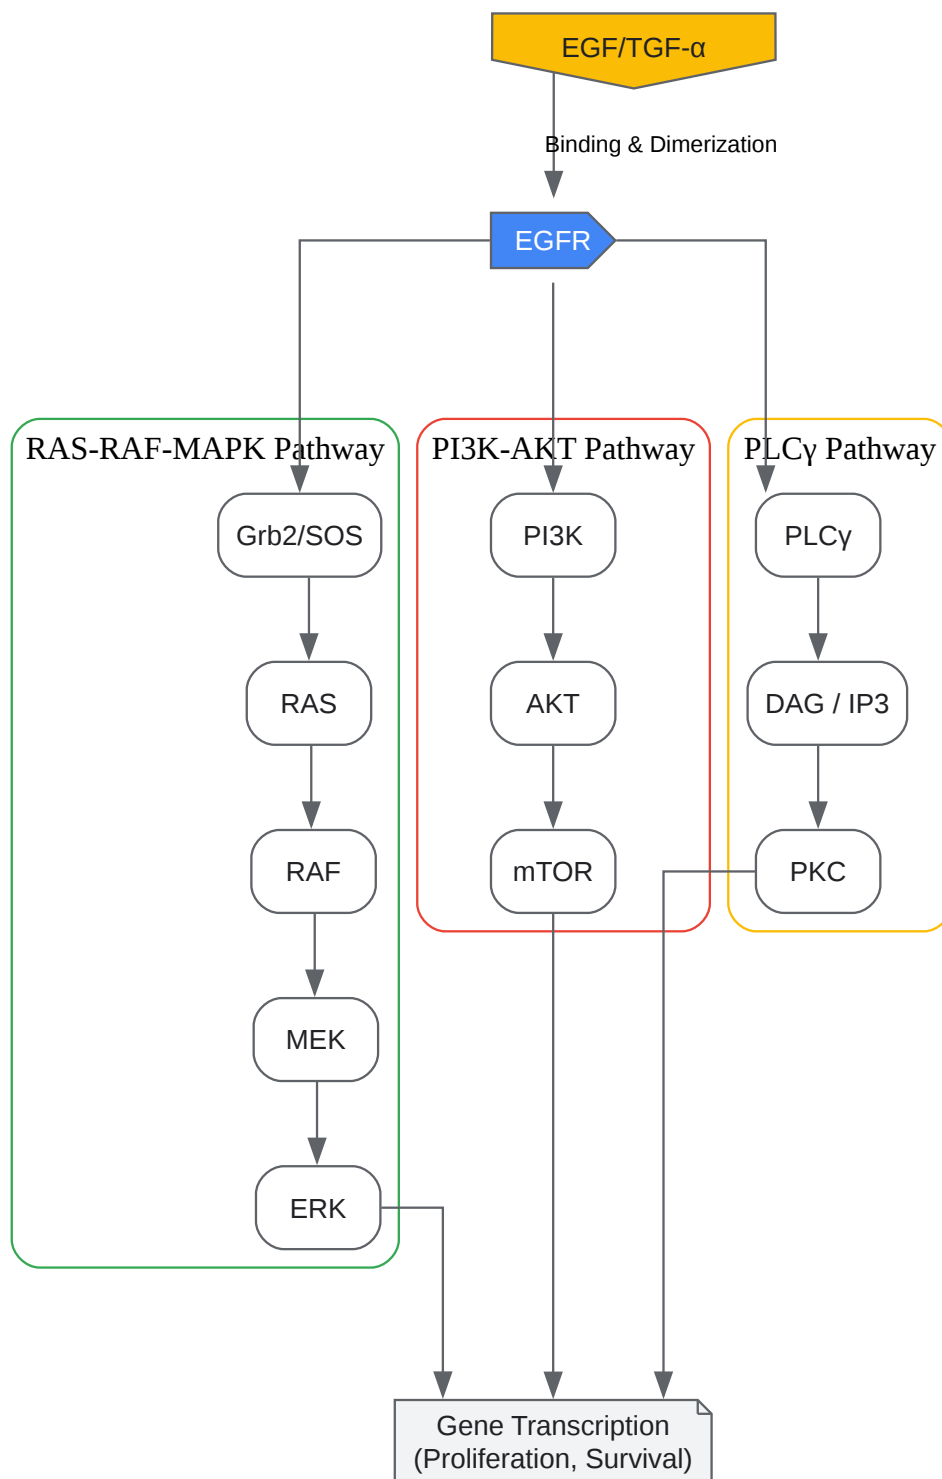 EGF/TGF-α
Binding & Dimerization
EGFR
RAS-RAF-MAPK Pathway
PI3K-AKT Pathway
PLCγ Pathway
Grb2/SOS
PI3K
PLCγ
RAS
AKT
DAG / IP3
RAF
mTOR
PKC
MEK
ERK
Gene Transcription
(Proliferation, Survival)